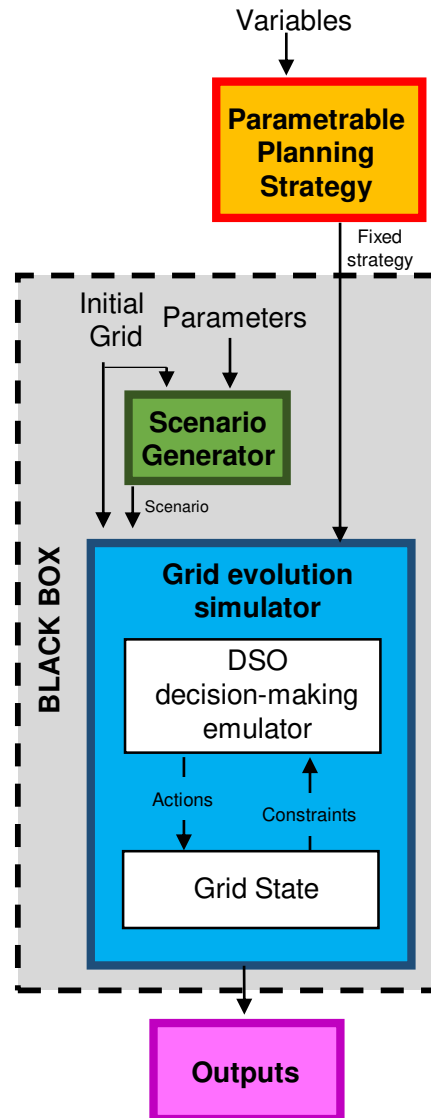 Variables
Parametrable
Planning
Strategy
Fixed
strategy
Initial
Grid
Parameters
Scenario
Generator
Scenario
BLACK BOX
Grid evolution
simulator
DSO
decision-making
emulator
Actions
Constraints
Grid State
Outputs